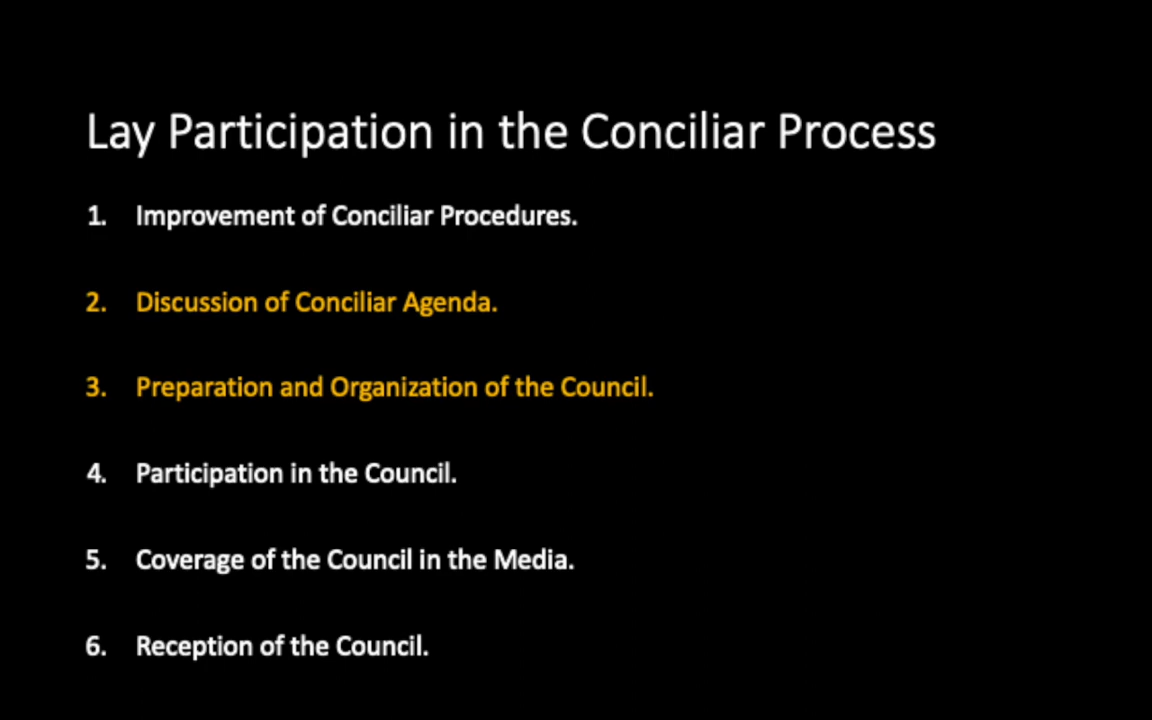 Lay Participation in the Conciliar Process
1. Improvement of Conciliar Procedures.
2. Discussion of Conciliar Agenda.
3. Preparation and Organization of the Council.
4. Participation in the Council.
5. Coverage of the Council in the Media.
6. Reception of the Council.